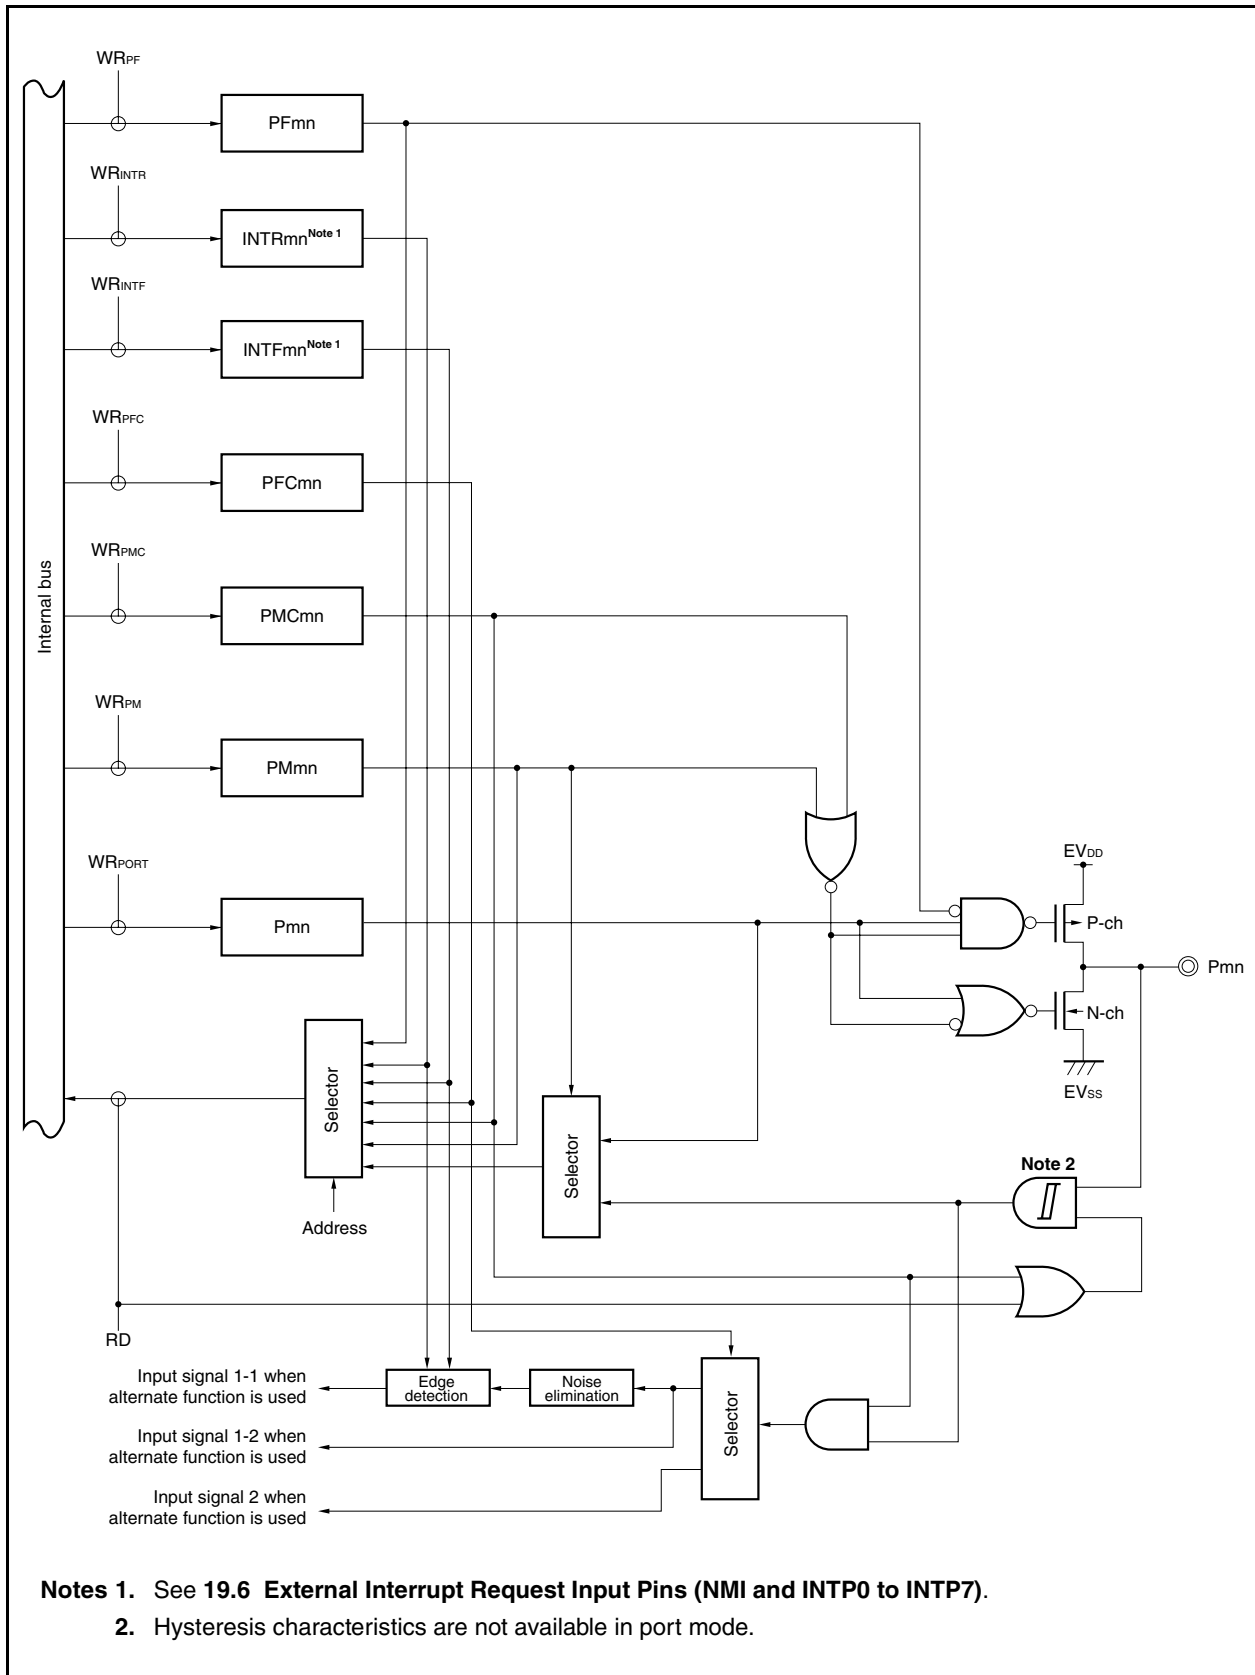 WRPF
PFmn
WRINTR
INTRmnNote 1
WRINTF
INTFmnNote 1
WRPFC
PFCmn
WRPMC
PMCmn
Internal bus
WRPM
PMmn
WRPORT
Pmn
EVDD
P-ch
Pmn
N-ch
EVSS
Selector
Selector
Note 2
Address
RD
Input signal 1-1 when
alternate function is used
Edge
detection
Noise
elimination
Selector
Input signal 1-2 when
alternate function is used
Input signal 2 when
alternate function is used
Notes 1. See 19.6 External Interrupt Request Input Pins (NMI and INTP0 to INTP7).
2. Hysteresis characteristics are not available in port mode.